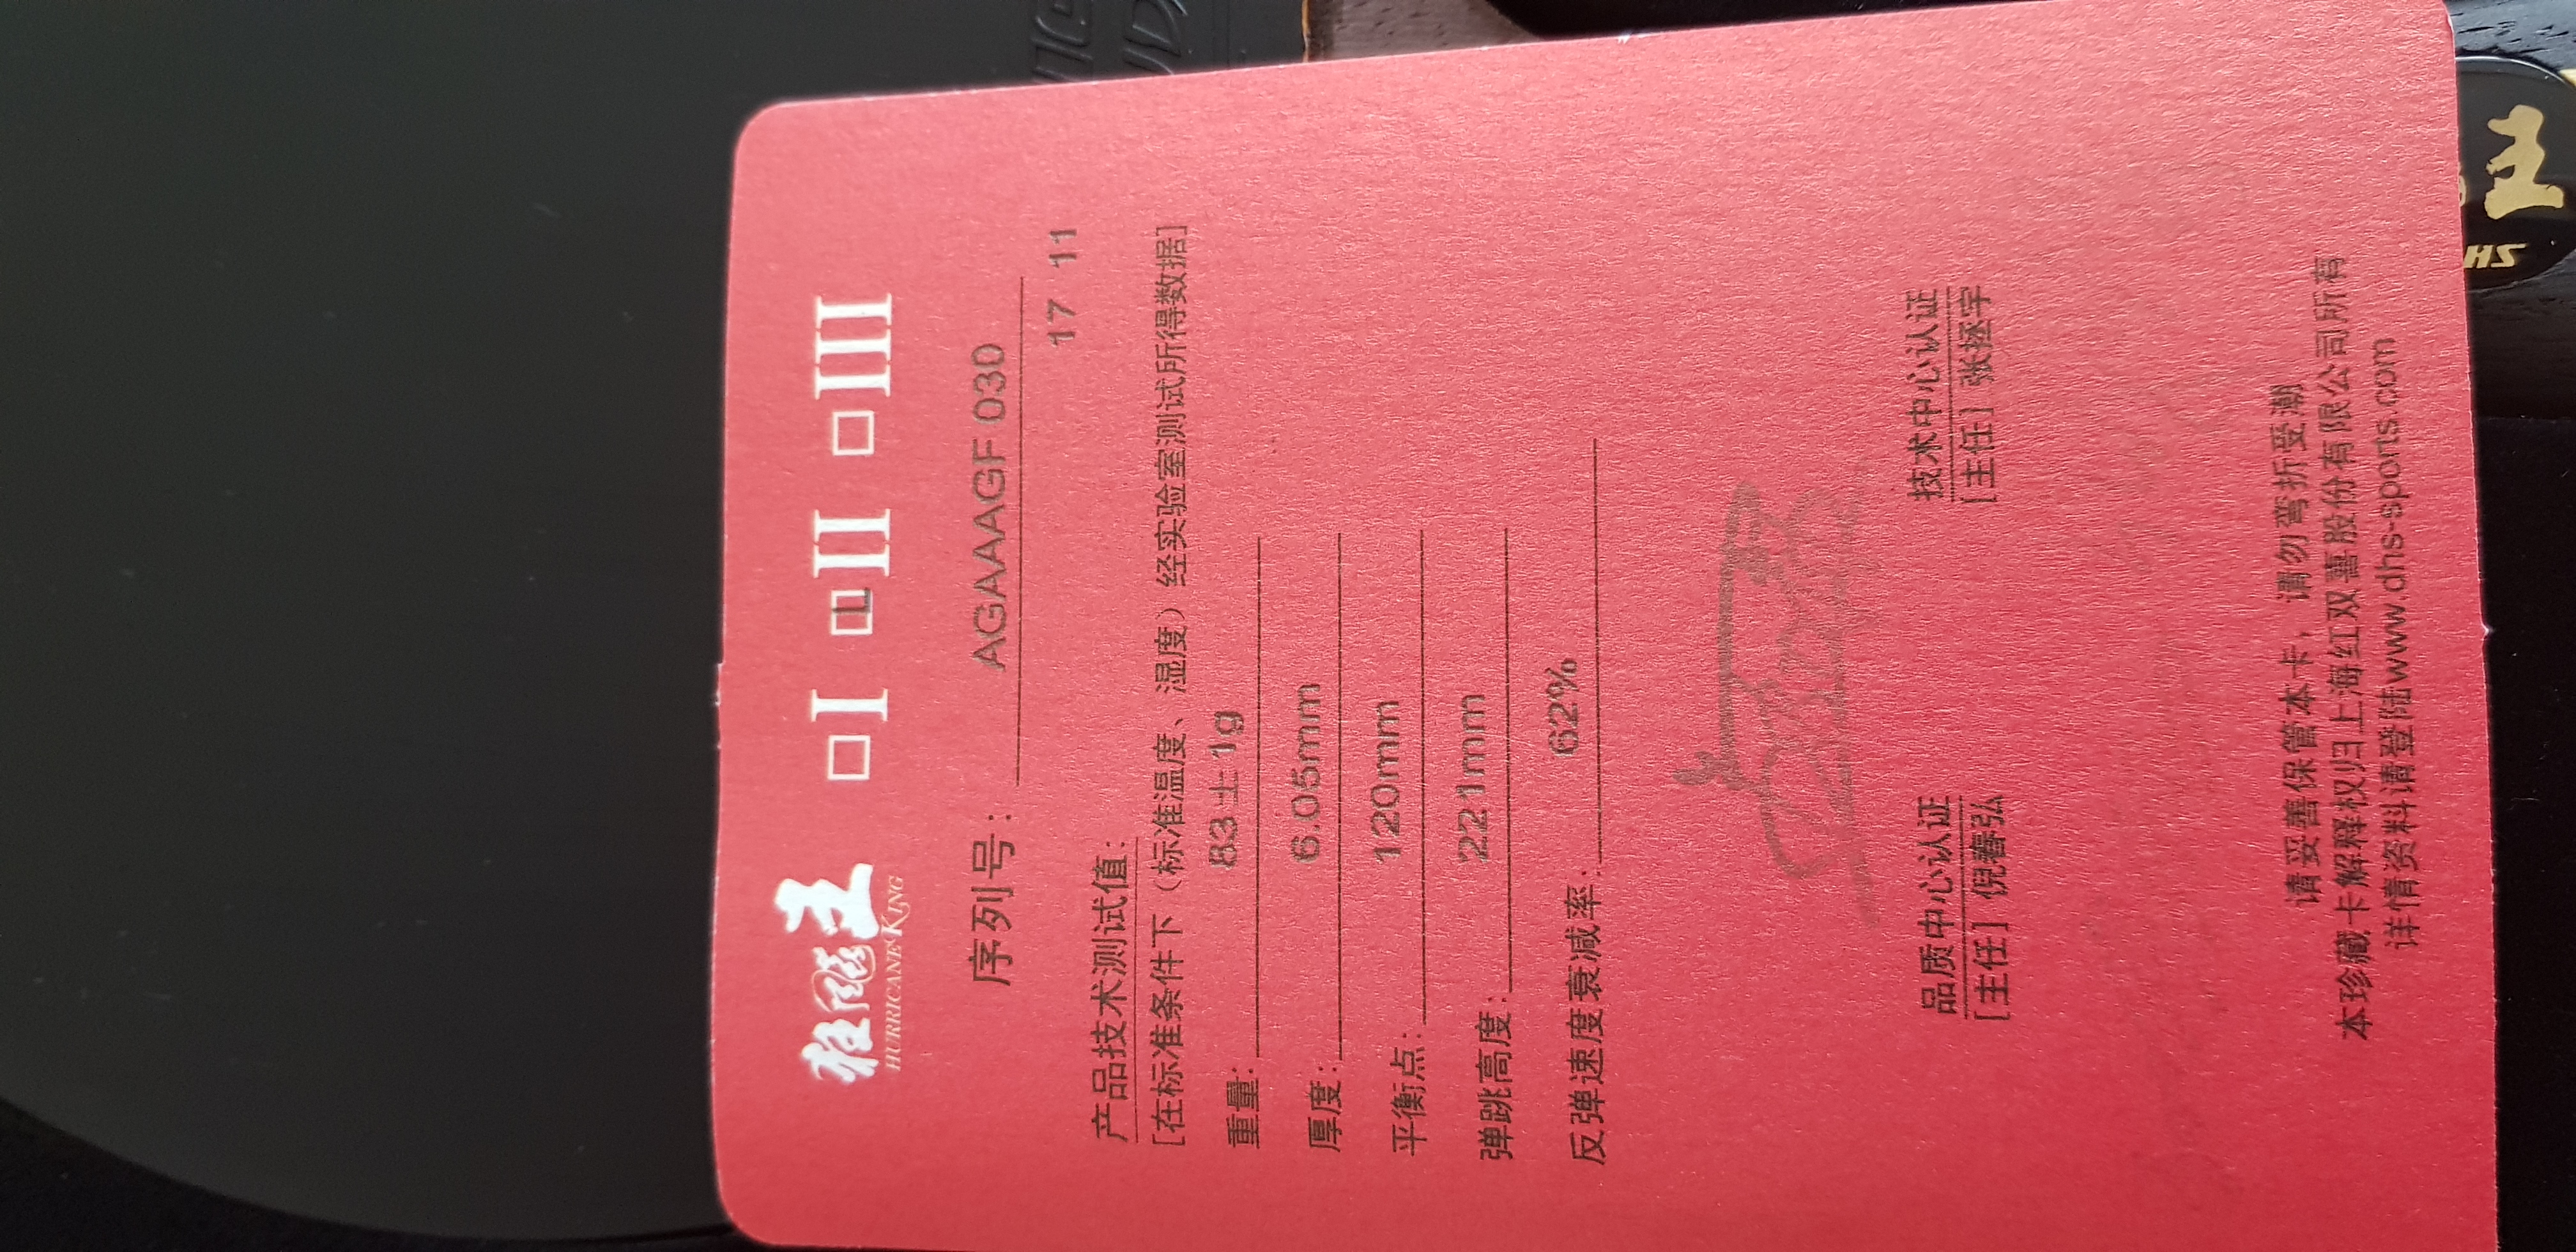 狂飚王 □I □II □III
HURRICANE KING
序列号: AGAAAAGF 030
17 11
产品技术测试值:
[在标准条件下（标准温度、湿度）经实验室测试所得数据]
重量: 83±1g
厚度: 6.05mm
平衡点: 120mm
弹跳高度: 221mm
反弹速度衰减率: 62%
品质中心认证 技术中心认证
[主任] 倪春弘 [主任] 张拯宇
请妥善保管本卡，请勿弯折受潮
本珍藏卡解释权归上海红双喜股份有限公司所有
详情资料请登陆www.dhs-sports.com
王
HS